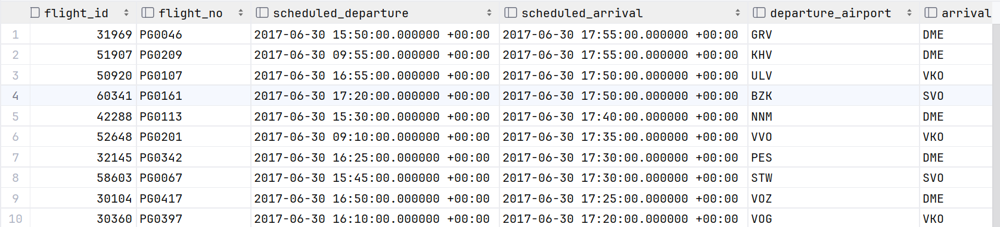 flight_id flight_no scheduled_departure scheduled_arrival departure_airport arrival
1 31969 PG0046 2017-06-30 15:50:00.000000 +00:00 2017-06-30 17:55:00.000000 +00:00 GRV DME
2 51907 PG0209 2017-06-30 09:55:00.000000 +00:00 2017-06-30 17:55:00.000000 +00:00 KHV DME
3 50920 PG0107 2017-06-30 16:55:00.000000 +00:00 2017-06-30 17:50:00.000000 +00:00 ULV VKO
4 60341 PG0161 2017-06-30 17:20:00.000000 +00:00 2017-06-30 17:50:00.000000 +00:00 BZK SVO
5 42288 PG0113 2017-06-30 15:30:00.000000 +00:00 2017-06-30 17:40:00.000000 +00:00 NNM DME
6 52648 PG0201 2017-06-30 09:10:00.000000 +00:00 2017-06-30 17:35:00.000000 +00:00 VVO VKO
7 32145 PG0342 2017-06-30 16:25:00.000000 +00:00 2017-06-30 17:30:00.000000 +00:00 PES DME
8 58603 PG0067 2017-06-30 15:45:00.000000 +00:00 2017-06-30 17:30:00.000000 +00:00 STW SVO
9 30104 PG0417 2017-06-30 16:50:00.000000 +00:00 2017-06-30 17:25:00.000000 +00:00 VOZ DME
10 30360 PG0397 2017-06-30 16:10:00.000000 +00:00 2017-06-30 17:20:00.000000 +00:00 VOG VKO